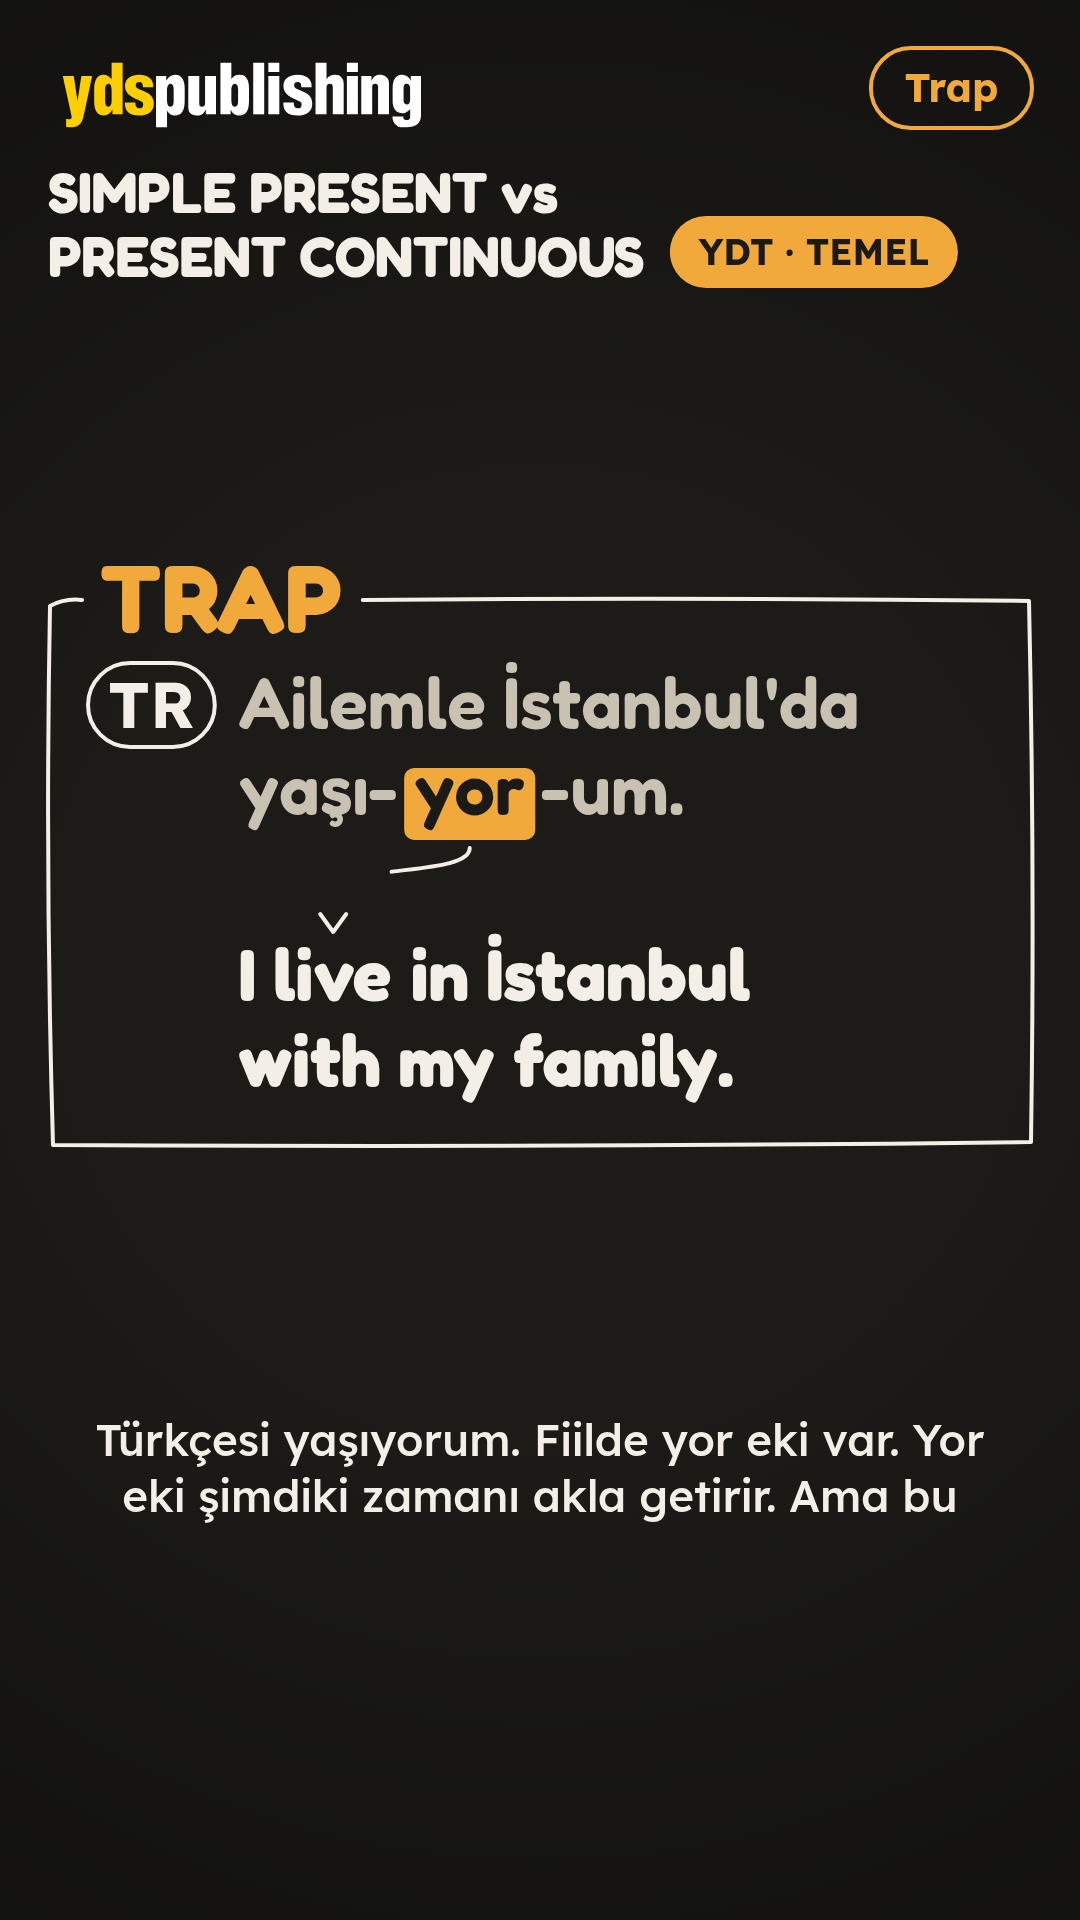 ydspublishing
Trap
SIMPLE PRESENT vs
PRESENT CONTINUOUS
YDT · TEMEL
TRAP
TR Ailemle İstanbul'da
yaşı- yor -um.
I live in İstanbul
with my family.
Türkçesi yaşıyorum. Fiilde yor eki var. Yor
eki şimdiki zamanı akla getirir. Ama bu